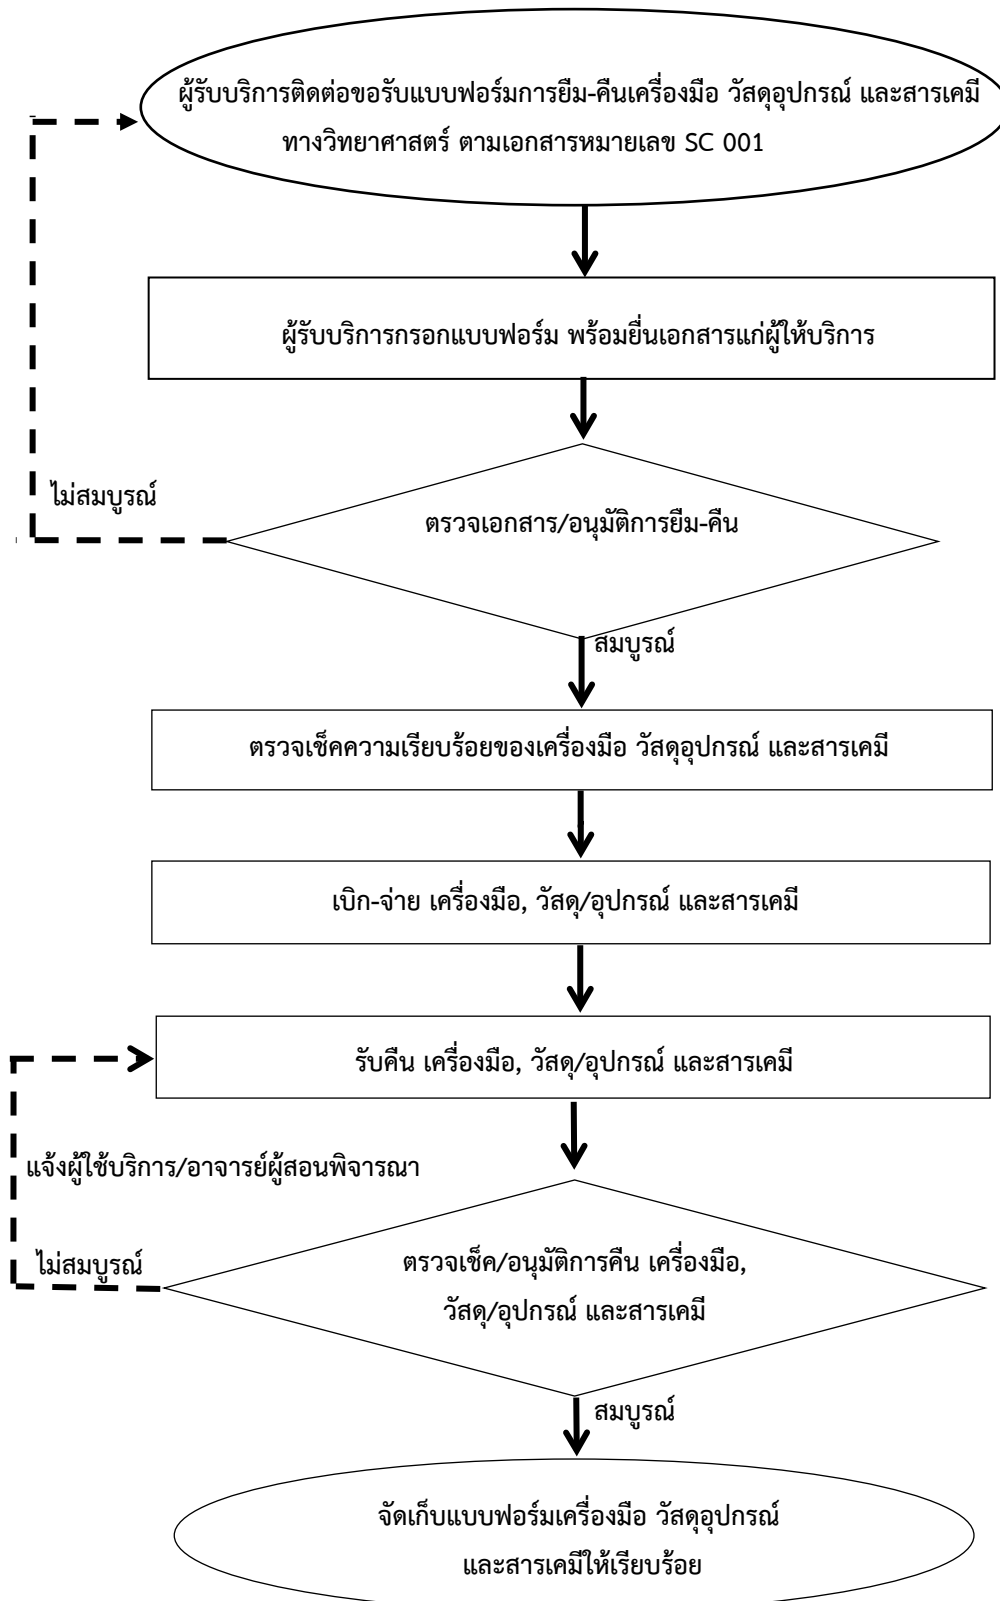 ผู้รับบริการติดต่อขอรับแบบฟอร์มการยืม-คืนเครื่องมือ วัสดุอุปกรณ์ และสารเคมี
ทางวิทยาศาสตร์ ตามเอกสารหมายเลข SC 001
ผู้รับบริการกรอกแบบฟอร์ม พร้อมยื่นเอกสารแก่ผู้ให้บริการ
ไม่สมบูรณ์
ตรวจเอกสาร/อนุมัติการยืม-คืน
สมบูรณ์
ตรวจเช็คความเรียบร้อยของเครื่องมือ วัสดุอุปกรณ์ และสารเคมี
เบิก-จ่าย เครื่องมือ, วัสดุ/อุปกรณ์ และสารเคมี
รับคืน เครื่องมือ, วัสดุ/อุปกรณ์ และสารเคมี
แจ้งผู้ใช้บริการ/อาจารย์ผู้สอนพิจารณา
ไม่สมบูรณ์
ตรวจเช็ค/อนุมัติการคืน เครื่องมือ,
วัสดุ/อุปกรณ์ และสารเคมี
สมบูรณ์
จัดเก็บแบบฟอร์มเครื่องมือ วัสดุอุปกรณ์
และสารเคมีให้เรียบร้อย